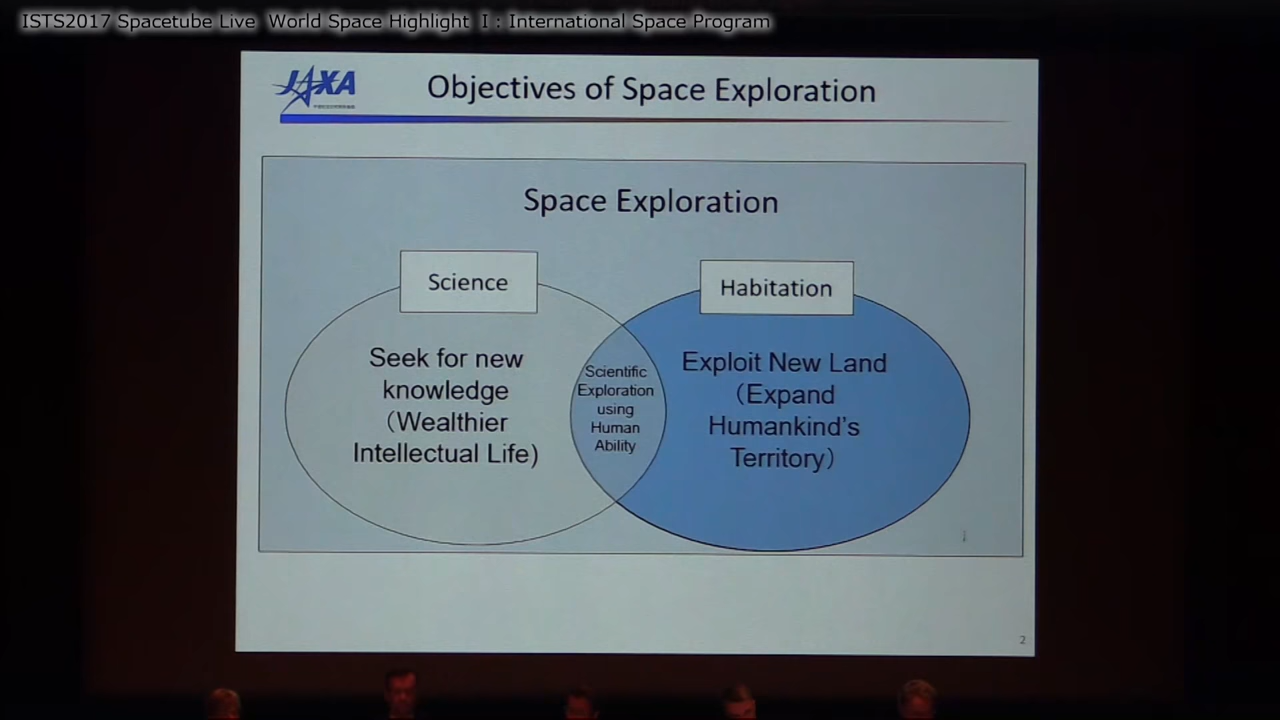 ISTS2017 Spacetube Live World Space Highlight I : International Space Program
JAXA
Objectives of Space Exploration
Space Exploration
Science
Habitation
Seek for new
knowledge
(Wealthier
Intellectual Life)
Scientific
Exploration
using
Human
Ability
Exploit New Land
(Expand
Humankind's
Territory)
2